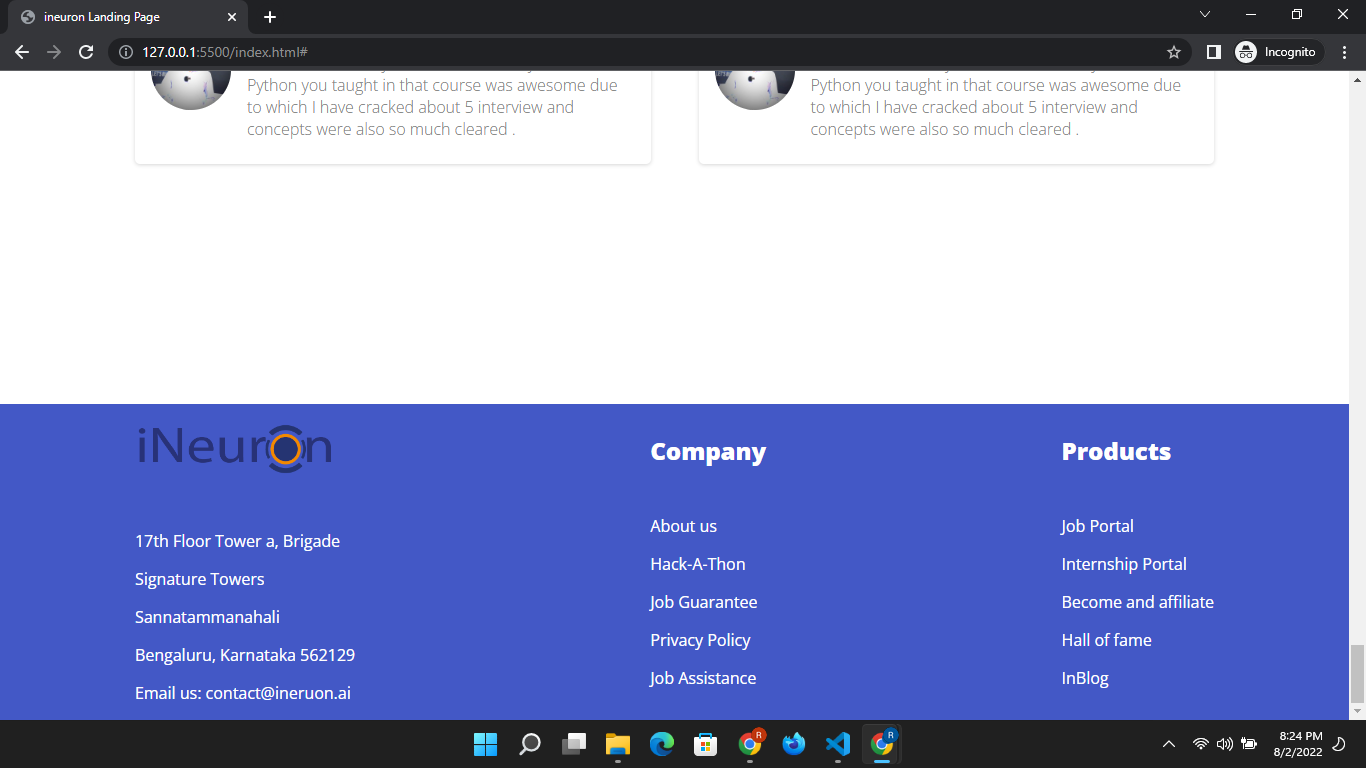 ineuron Landing Page
127.0.0.1:5500/index.html#
Incognito
Python you taught in that course was awesome due
to which I have cracked about 5 interview and
concepts were also so much cleared .
Python you taught in that course was awesome due
to which I have cracked about 5 interview and
concepts were also so much cleared .
iNeuron
17th Floor Tower a, Brigade
Signature Towers
Sannatammanahali
Bengaluru, Karnataka 562129
Email us: contact@ineruon.ai
Company
About us
Hack-A-Thon
Job Guarantee
Privacy Policy
Job Assistance
Products
Job Portal
Internship Portal
Become and affiliate
Hall of fame
InBlog
R
R
8:24 PM
8/2/2022